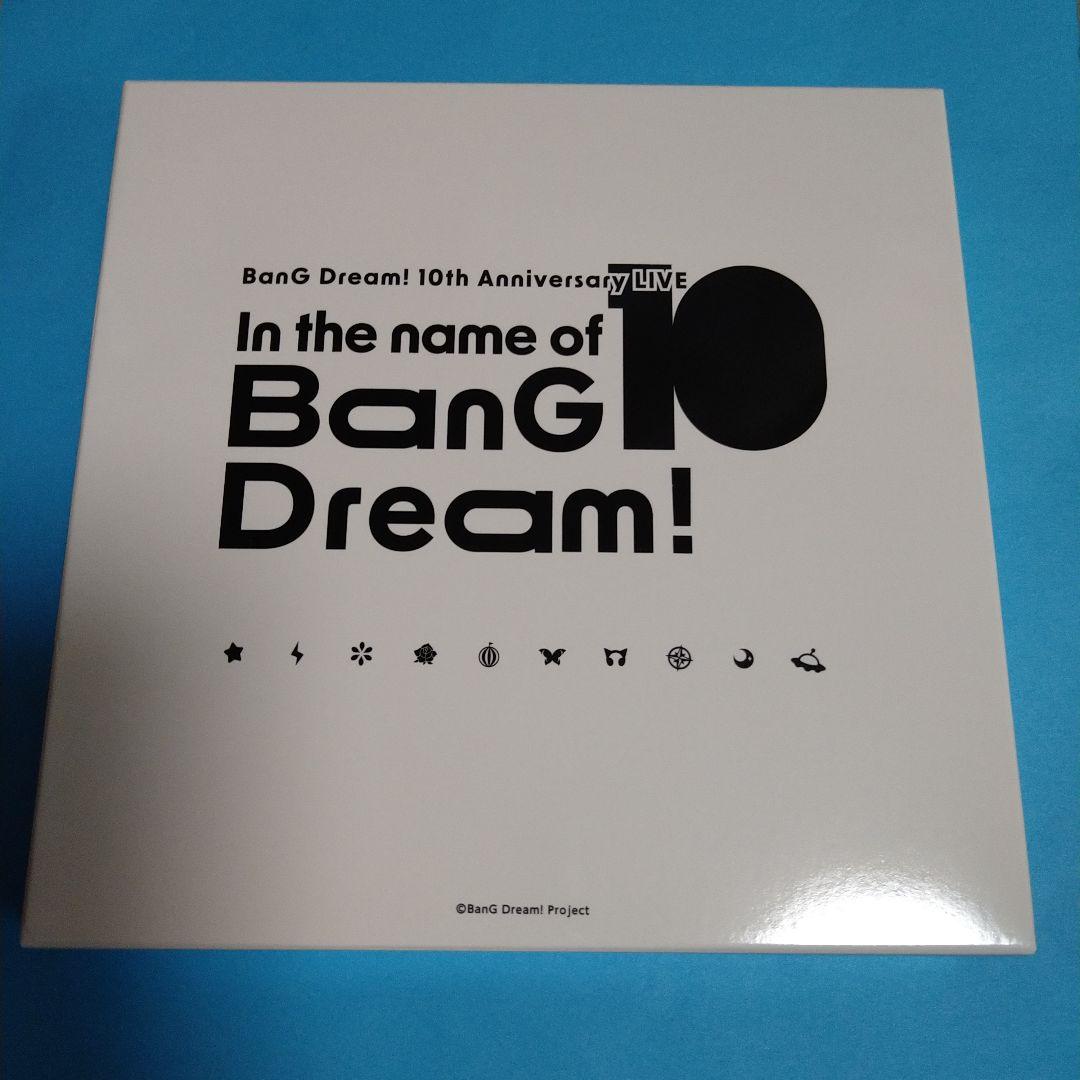 BanG Dream! 10th Anniversary LIVE
In the name of
BanG 10
Dream!
©BanG Dream! Project